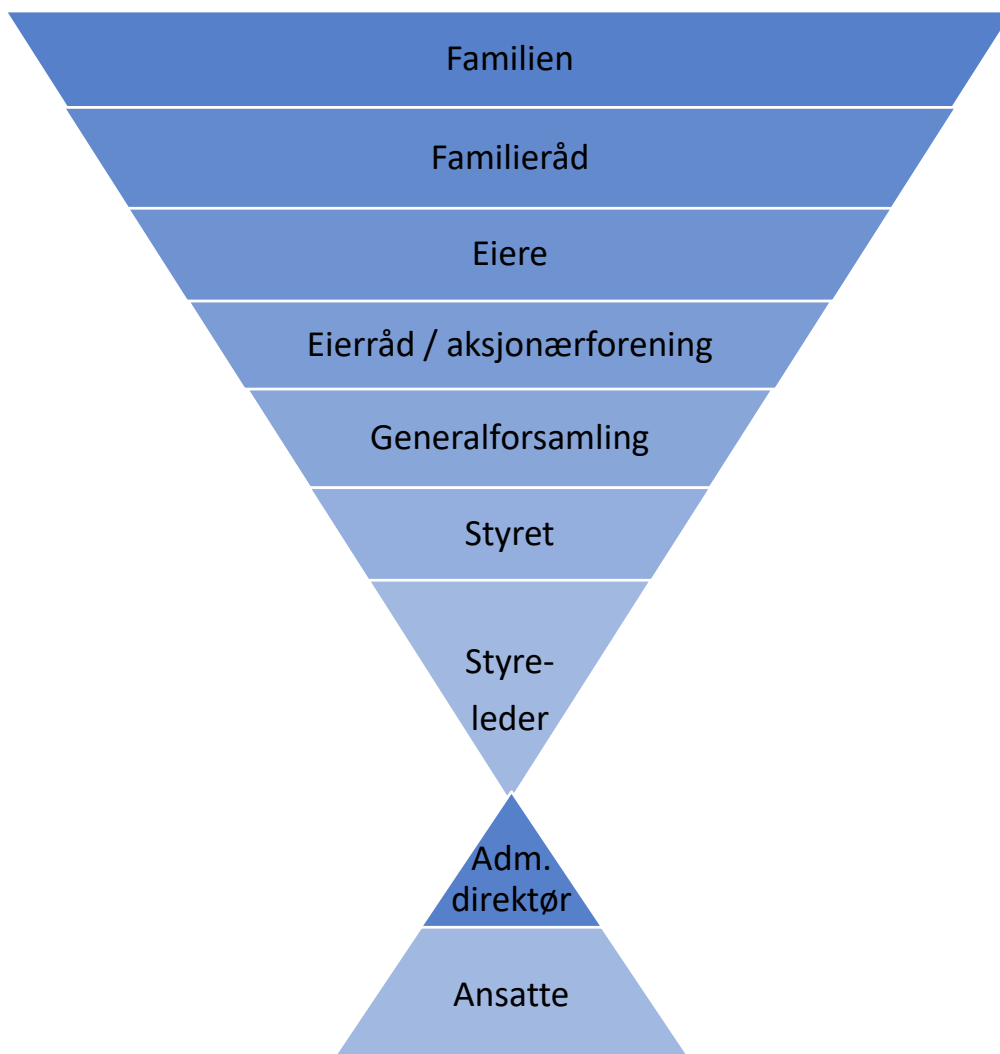 Familien
Familieråd
Eiere
Eierråd / aksjonærforening
Generalforsamling
Styret
Styre-
leder
Adm.
direktør
Ansatte